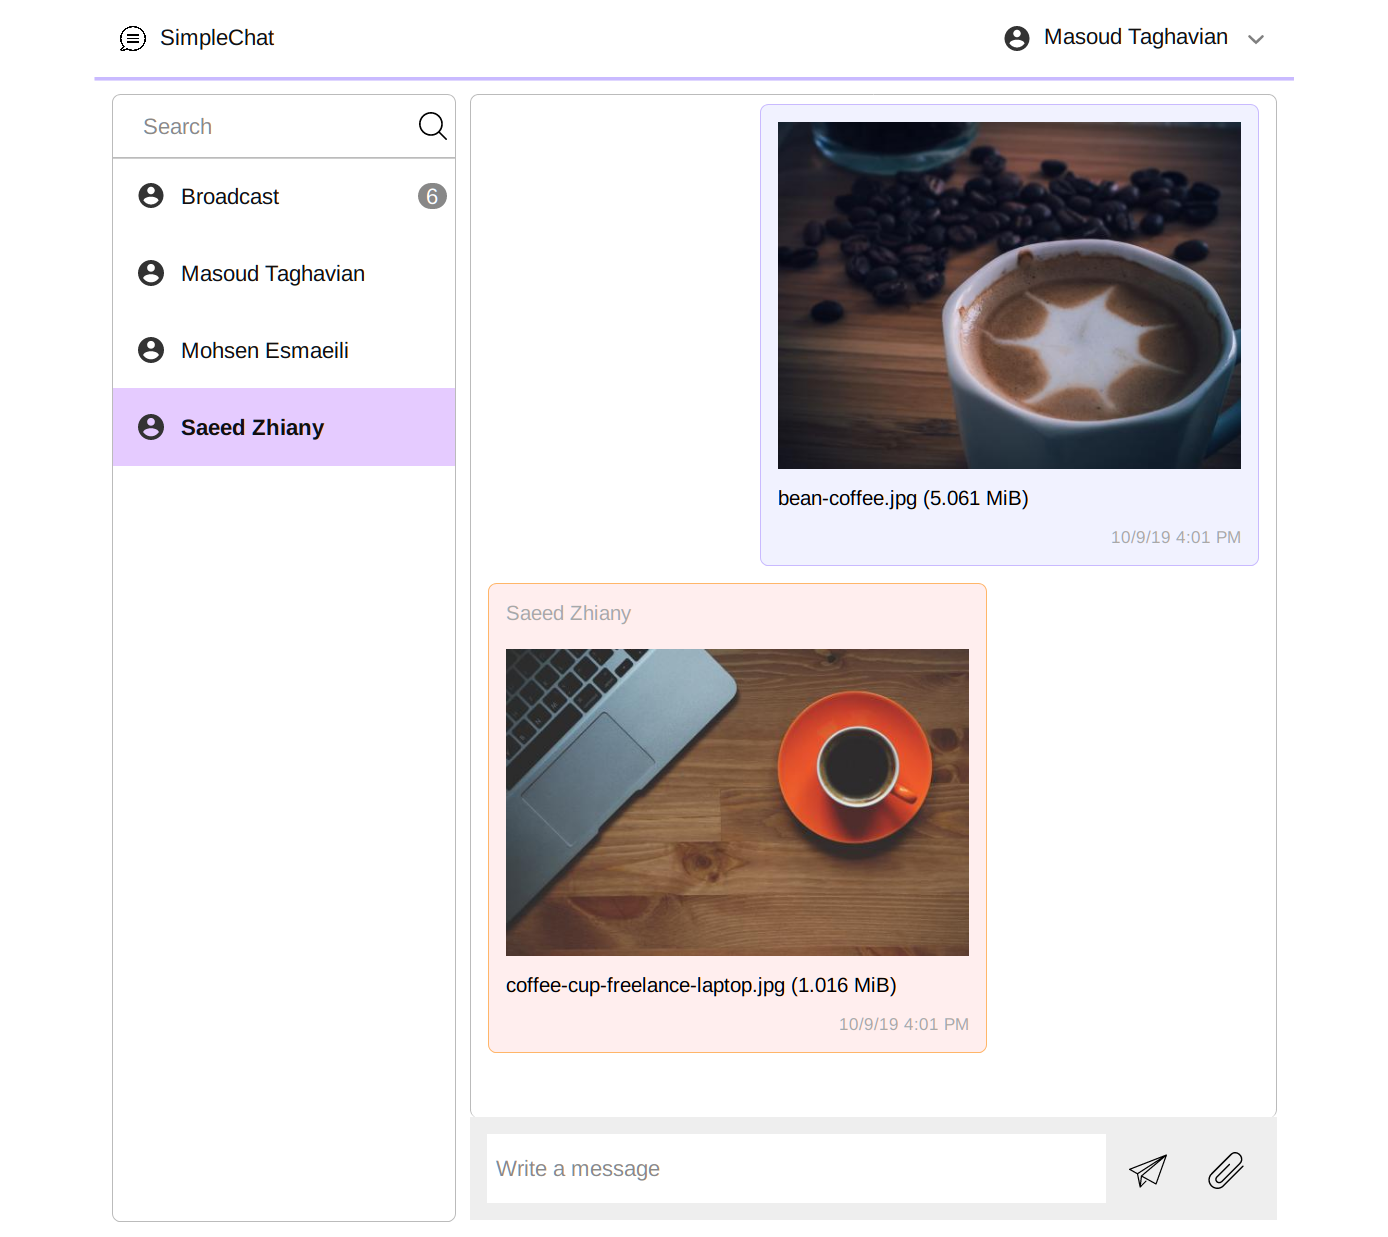 SimpleChat
Masoud Taghavian
Search
Broadcast 6
Masoud Taghavian
Mohsen Esmaeili
Saeed Zhiany
bean-coffee.jpg (5.061 MiB)
10/9/19 4:01 PM
Saeed Zhiany
coffee-cup-freelance-laptop.jpg (1.016 MiB)
10/9/19 4:01 PM
Write a message